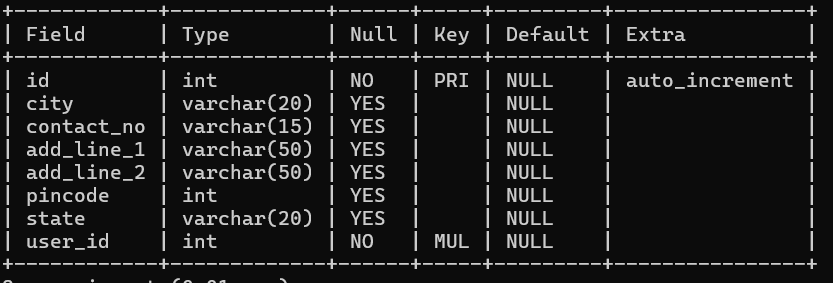 +------------+-------------+------+-----+---------+----------------+
| Field      | Type        | Null | Key | Default | Extra          |
+------------+-------------+------+-----+---------+----------------+
| id         | int         | NO   | PRI | NULL    | auto_increment |
| city       | varchar(20) | YES  |     | NULL    |                |
| contact_no | varchar(15) | YES  |     | NULL    |                |
| add_line_1 | varchar(50) | YES  |     | NULL    |                |
| add_line_2 | varchar(50) | YES  |     | NULL    |                |
| pincode    | int         | YES  |     | NULL    |                |
| state      | varchar(20) | YES  |     | NULL    |                |
| user_id    | int         | NO   | MUL | NULL    |                |
+------------+-------------+------+-----+---------+----------------+